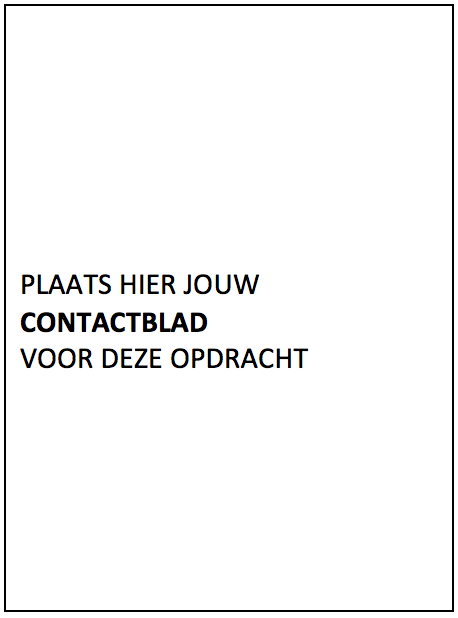 PLAATS HIER JOUW
CONTACTBLAD
VOOR DEZE OPDRACHT